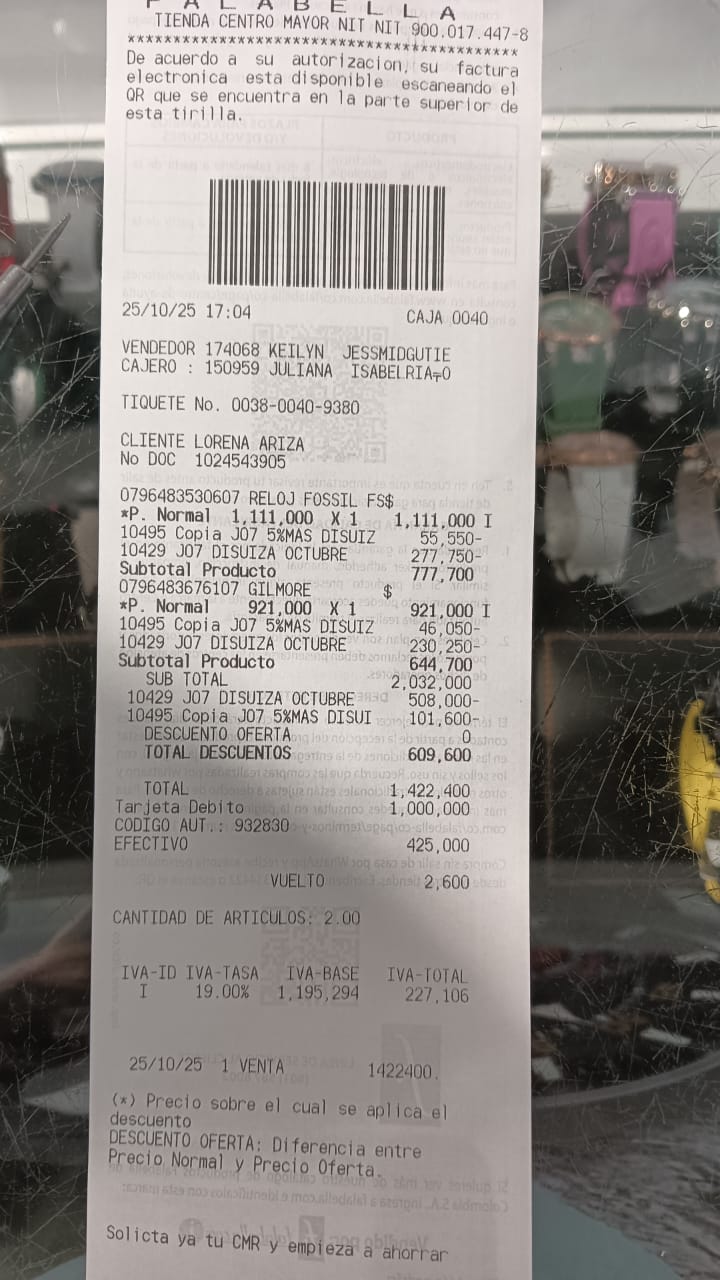 F A L A B E L L A
TIENDA CENTRO MAYOR NIT NIT 900.017.447-8
******************************************
De acuerdo a su autorizacion, su factura
electronica esta disponible escaneando el
QR que se encuentra en la parte superior de
esta tirilla.
25/10/25 17:04 CAJA 0040
VENDEDOR 174068 KEILYN JESSMIDGUTIE
CAJERO : 150959 JULIANA
TIQUETE No. 0038-0040-9380
CLIENTE LORENA ARIZA
No DOC 1024543905
0796483530607 RELOJ FOSSIL FS$
*P. Normal 1,111,000 X 1 1,111,000 I
10495 Copia J07 5%MAS DISUIZ 55,550-
10429 J07 DISUIZA OCTUBRE 277,750-
Subtotal Producto 777,700
0796483676107 GILMORE $
*P. Normal 921,000 X 1 921,000 I
10495 Copia J07 5%MAS DISUIZ 46,050-
10429 J07 DISUIZA OCTUBRE 230,250-
Subtotal Producto 644,700
SUB TOTAL 2,032,000
10429 J07 DISUIZA OCTUBRE 508,000-
10495 Copia J07 5%MAS DISUI 101,600-
DESCUENTO OFERTA 0
TOTAL DESCUENTOS 609,600
TOTAL 1,422,400
Tarjeta Debito 1,000,000
CODIGO AUT.: 932830
EFECTIVO 425,000
VUELTO 2,600
CANTIDAD DE ARTICULOS: 2.00
IVA-ID IVA-TASA IVA-BASE IVA-TOTAL
I 19.00% 1,195,294 227,106
25/10/25 1 VENTA 1422400.
(*) Precio sobre el cual se aplica el
descuento
DESCUENTO OFERTA: Diferencia entre
Precio Normal y Precio Oferta.
Solicta ya tu CMR y empieza a ahorrar